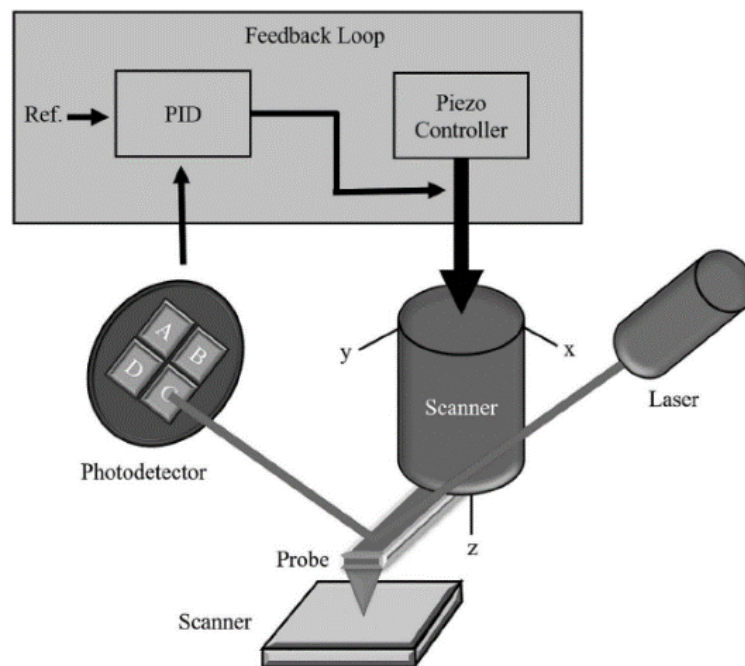 Feedback Loop
Ref.
PID
Piezo
Controller
A
B
D
C
y
x
Scanner
Laser
Photodetector
z
Probe
Scanner